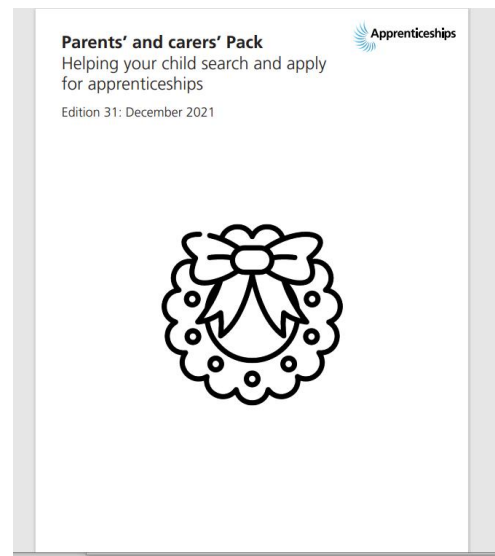 Parents' and carers' Pack
Apprenticeships
Helping your child search and apply
for apprenticeships
Edition 31: December 2021